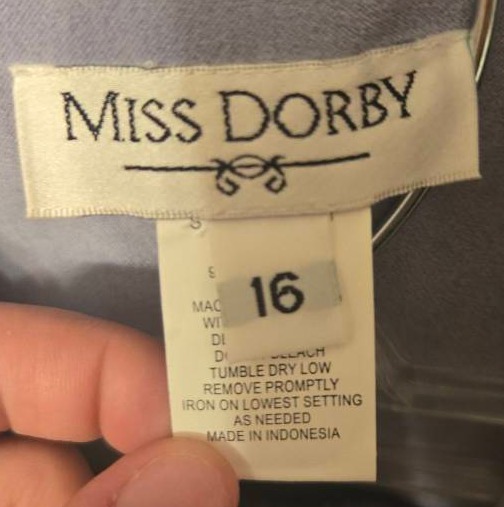 MISS DORBY
16
TUMBLE DRY LOW
REMOVE PROMPTLY
IRON ON LOWEST SETTING
AS NEEDED
MADE IN INDONESIA